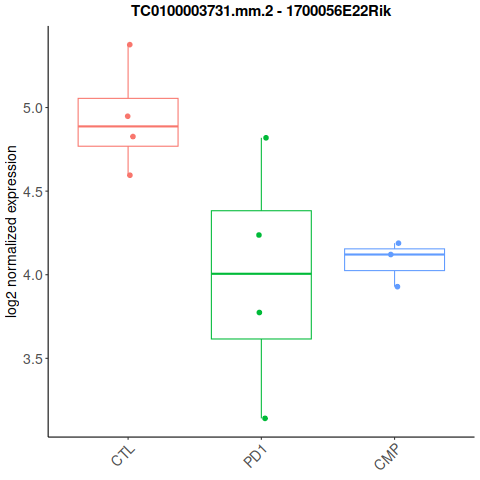 TC0100003731.mm.2 - 1700056E22Rik
log2 normalized expression
5.0
4.5
4.0
3.5
CTL
PD1
CMP